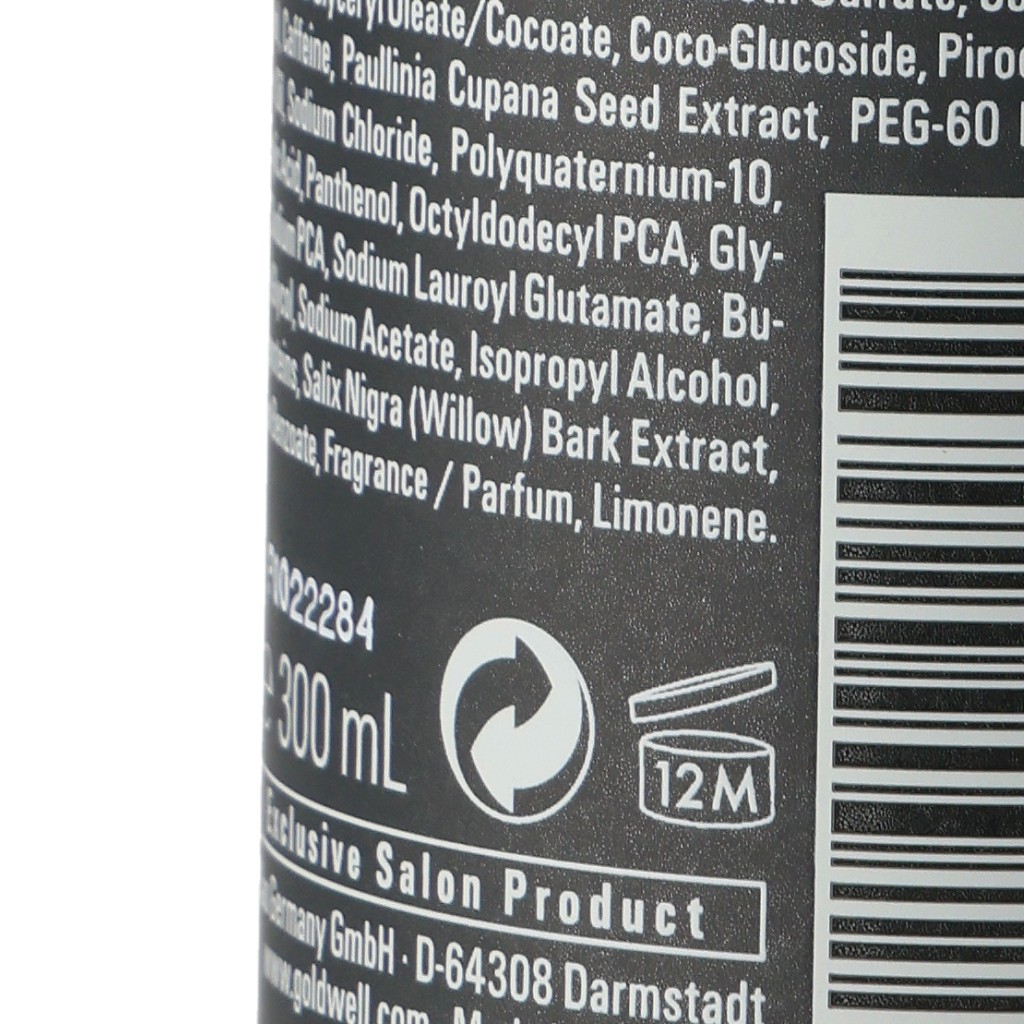 Oleate/Cocoate, Coco-Glucoside,
Caffeine, Paullinia Cupana Seed Extract, PEG-60
Sodium Chloride, Polyquaternium-10,
Acid, Panthenol, Octyldodecyl PCA, Gly-
PCA, Sodium Lauroyl Glutamate, Bu-
Sodium Acetate, Isopropyl Alcohol,
Salix Nigra (Willow) Bark Extract,
Fragrance / Parfum, Limonene.
022284
300 mL
12M
Exclusive Salon Product
Germany GmbH · D-64308 Darmstadt
www.goldwell.com